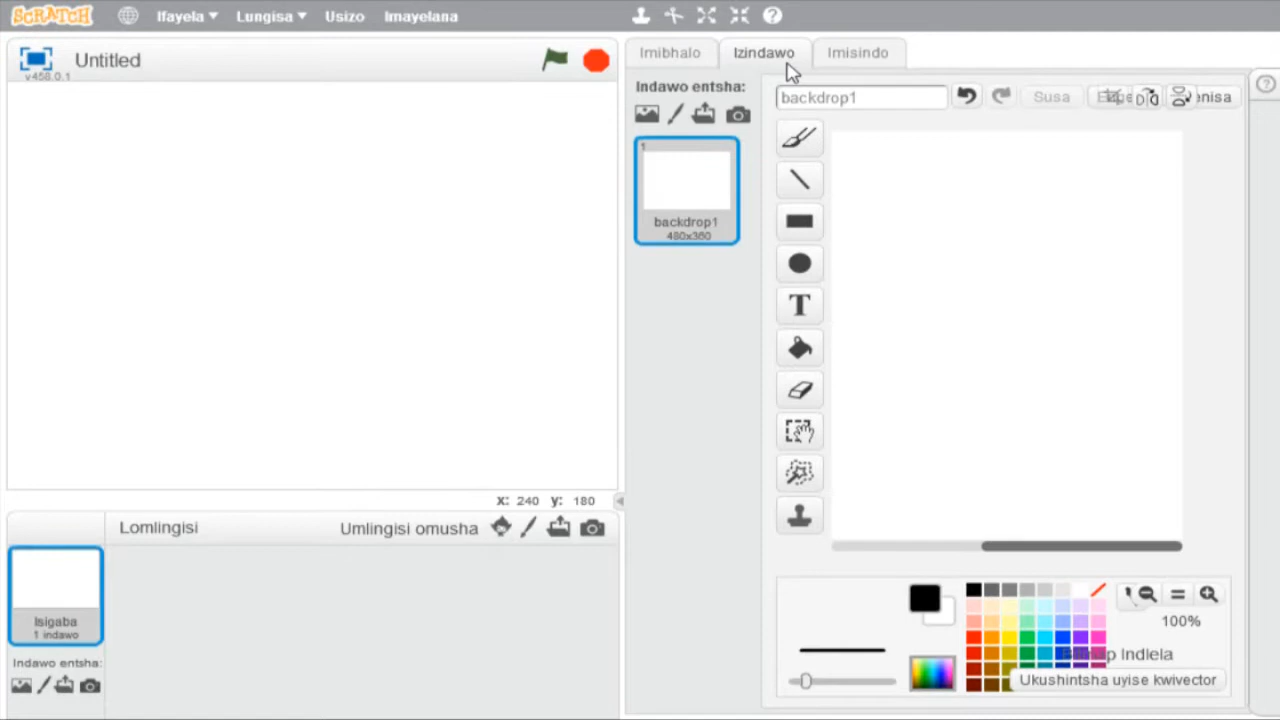 SCRATCH Ifayela Lungisa Usizo Imayelana
Untitled
v458.0.1
Imibhalo Izindawo Imisindo
Indawo entsha:
backdrop1 Susa
1
backdrop1
480x360
T
x: 240 y: 180
Lomlingisi Umlingisi omusha
Isigaba
1 indawo
Indawo entsha:
100%
Indlela
Ukushintsha uyise kwivector